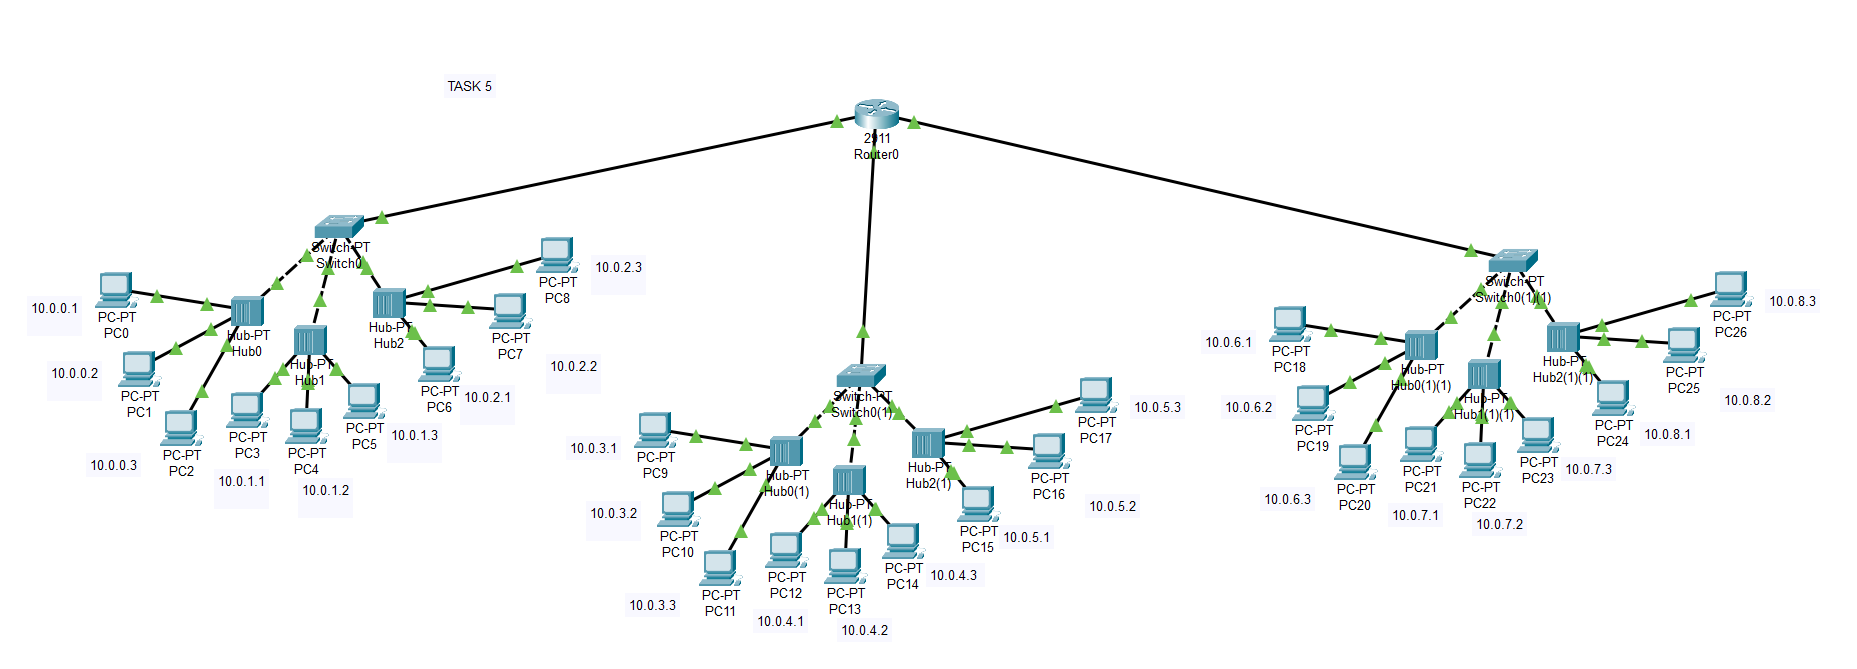 TASK 5
2911
Router0
Switch-PT
Switch0
10.0.0.1
PC-PT
PC0
Hub-PT
Hub0
10.0.0.2
PC-PT
PC1
10.0.0.3
PC-PT
PC2
Hub-PT
Hub1
PC-PT
PC3
10.0.1.1
PC-PT
PC4
10.0.1.2
PC-PT
PC5
10.0.1.3
Hub-PT
Hub2
PC-PT
PC6
10.0.2.1
PC-PT
PC7
10.0.2.2
PC-PT
PC8
10.0.2.3
Switch-PT
Switch0(1)
10.0.3.1
PC-PT
PC9
Hub-PT
Hub0(1)
10.0.3.2
PC-PT
PC10
10.0.3.3
PC-PT
PC11
Hub-PT
Hub1(1)
PC-PT
PC12
10.0.4.1
PC-PT
PC13
10.0.4.2
PC-PT
PC14
10.0.4.3
Hub-PT
Hub2(1)
PC-PT
PC15
10.0.5.1
PC-PT
PC16
10.0.5.2
PC-PT
PC17
10.0.5.3
Switch-PT
Switch0(1)(1)
10.0.6.1
PC-PT
PC18
Hub-PT
Hub0(1)(1)
10.0.6.2
PC-PT
PC19
10.0.6.3
PC-PT
PC20
Hub-PT
Hub1(1)(1)
PC-PT
PC21
10.0.7.1
PC-PT
PC22
10.0.7.2
PC-PT
PC23
10.0.7.3
Hub-PT
Hub2(1)(1)
PC-PT
PC24
10.0.8.1
PC-PT
PC25
10.0.8.2
PC-PT
PC26
10.0.8.3